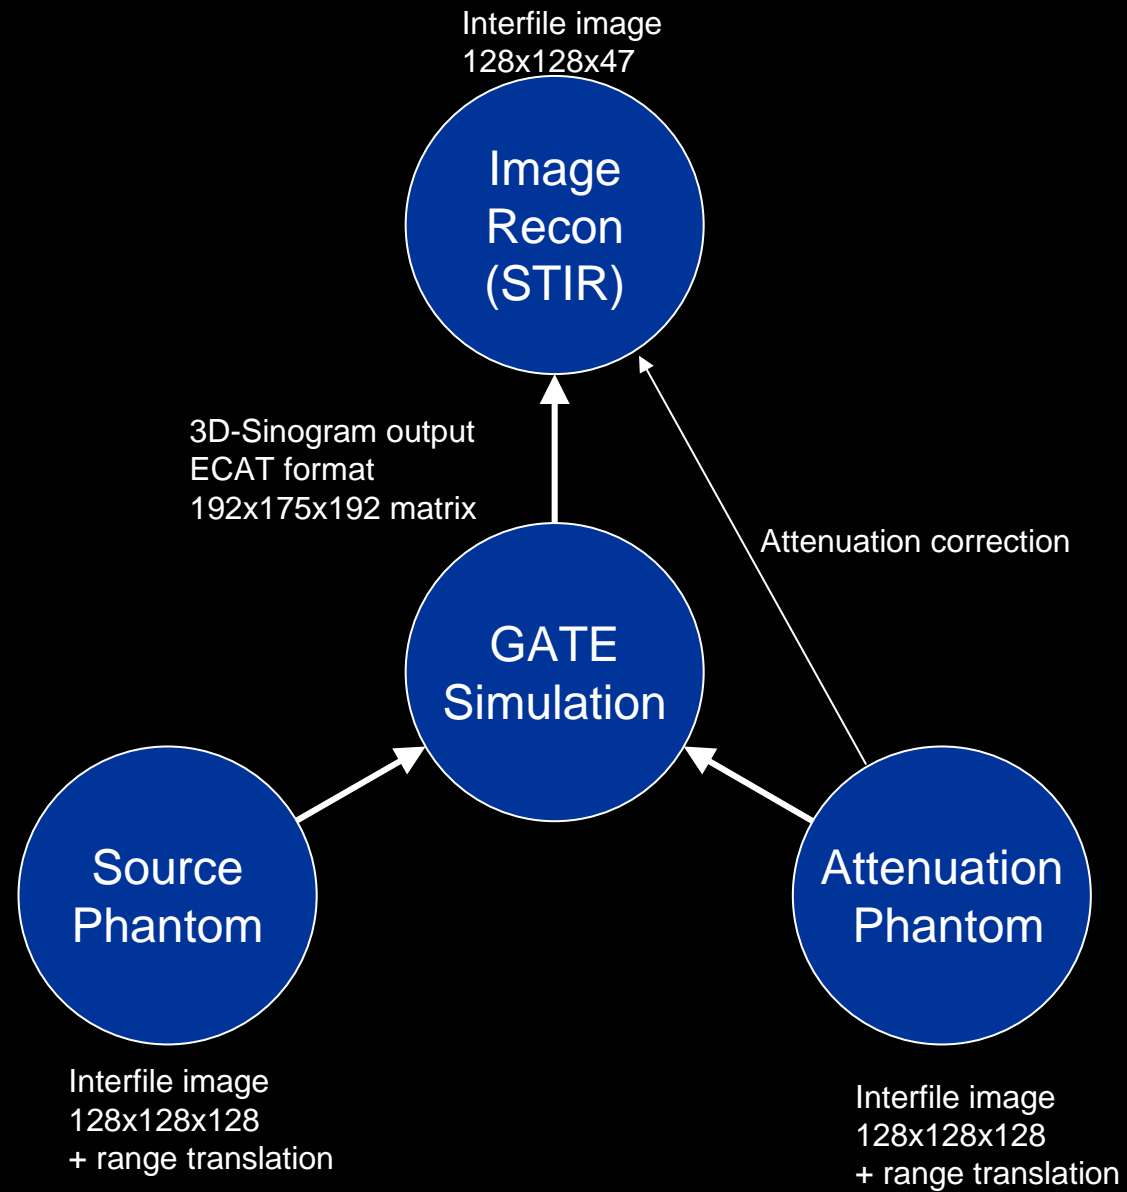 Interfile image
128x128x47
Image
Recon
(STIR)
3D-Sinogram output
ECAT format
192x175x192 matrix
Attenuation correction
GATE
Simulation
Source
Phantom
Attenuation
Phantom
Interfile image
128x128x128
+ range translation
Interfile image
128x128x128
+ range translation